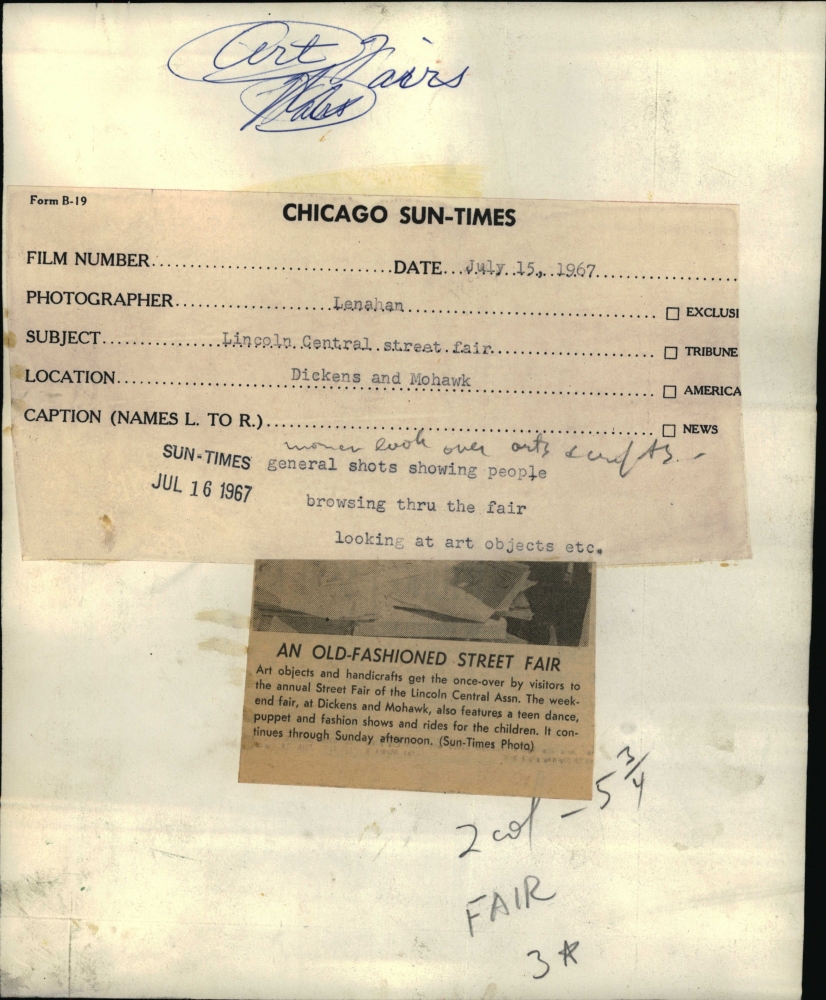 Art Fairs
Form B-19
CHICAGO SUN-TIMES
FILM NUMBER..............................DATE...July 15, 1967....................
PHOTOGRAPHER....................Lenahan....................................
□ EXCLUSI
SUBJECT...............Lincoln Central street fair....................
□ TRIBUNE
LOCATION....................Dickens and Mohawk....................
□ AMERICA
CAPTION (NAMES L. TO R.)..................................................
□ NEWS
look over arts & crafts -
SUN-TIMES
JUL 16 1967
general shots showing people
browsing thru the fair
looking at art objects etc.
AN OLD-FASHIONED STREET FAIR
Art objects and handicrafts get the once-over by visitors to
the annual Street Fair of the Lincoln Central Assn. The week-
end fair, at Dickens and Mohawk, also features a teen dance,
puppet and fashion shows and rides for the children. It con-
tinues through Sunday afternoon. (Sun-Times Photo)
2 col - 5 3/4
FAIR
3*